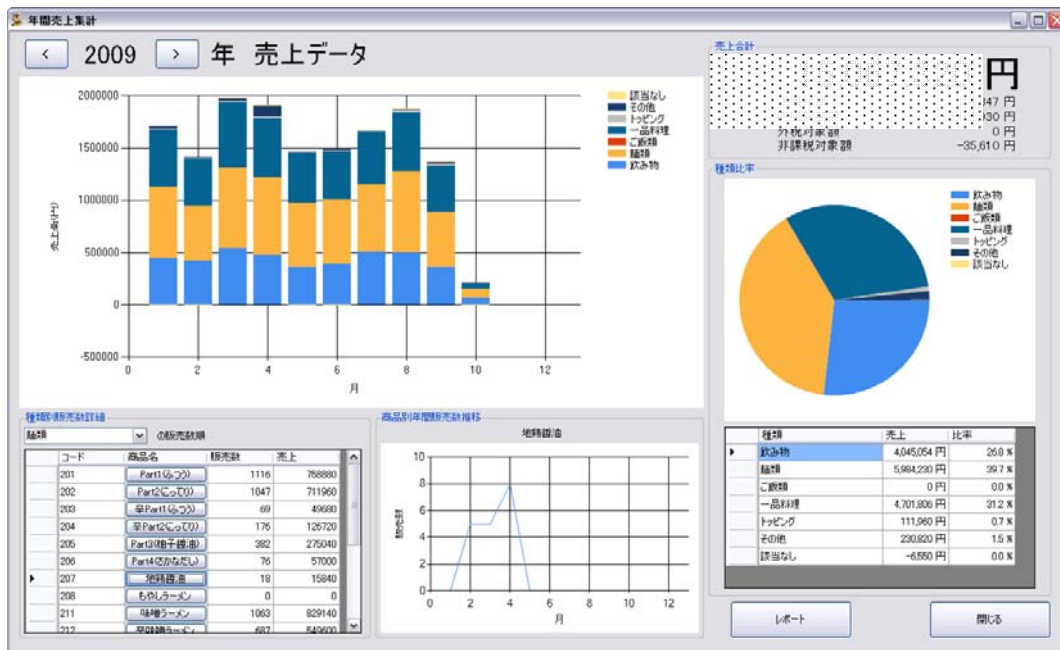 年間売上集計
< 2009 > 年 売上データ
2000000
1500000
1000000
500000
0
-500000
売上高(円)
0 2 4 6 8 10 12
月
該当なし
その他
トッピング
一品料理
ご飯類
麺類
飲み物
売上合計
円
947 円
930 円
外税対象額 0 円
非課税対象額 -35,610 円
種類比率
飲み物
麺類
ご飯類
一品料理
トッピング
その他
該当なし
種類別販売数詳細
麺類 の販売数順
コード 商品名 販売数 売上
201 Part1(ふつう) 1116 758880
202 Part2(こってり) 1047 711960
203 辛Part1(ふつう) 69 49680
204 辛Part2(こってり) 176 126720
205 Part3(柚子醤油) 382 275040
206 Part4(さかなだし) 76 57000
207 地鶏醤油 18 15840
208 もやしラーメン 0 0
211 味噌ラーメン 1063 829140
212 辛味噌ラーメン 687 549600
商品別年間販売数推移
地鶏醤油
10
8
6
4
2
0
販売数
0 2 4 6 8 10 12
月
種類 売上 比率
飲み物 4,045,054 円 26.8 %
麺類 5,984,230 円 39.7 %
ご飯類 0 円 0.0 %
一品料理 4,701,806 円 31.2 %
トッピング 111,960 円 0.7 %
その他 230,820 円 1.5 %
該当なし -6,550 円 0.0 %
レポート 閉じる